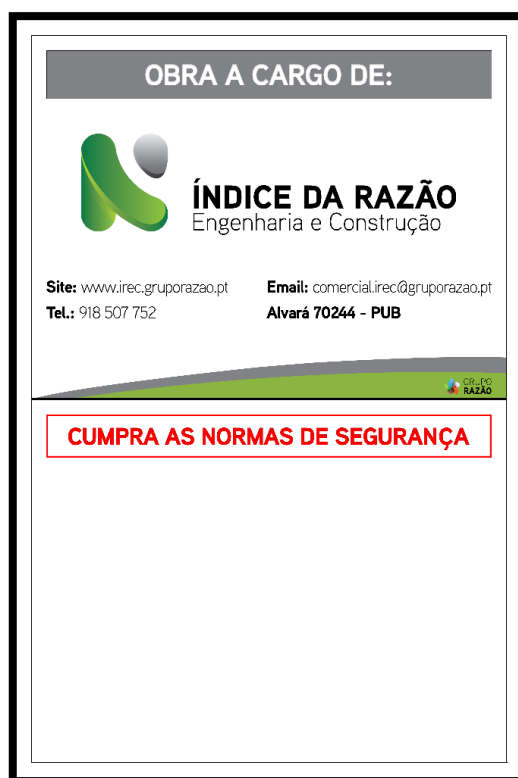 OBRA A CARGO DE:
ÍNDICE DA RAZÃO
Engenharia e Construção
Site: www.irec.gruporazao.pt
Email: comercial.irec@gruporazao.pt
Tel.: 918 507 752
Alvará 70244 - PUB
GRUPO
RAZÃO
CUMPRA AS NORMAS DE SEGURANÇA